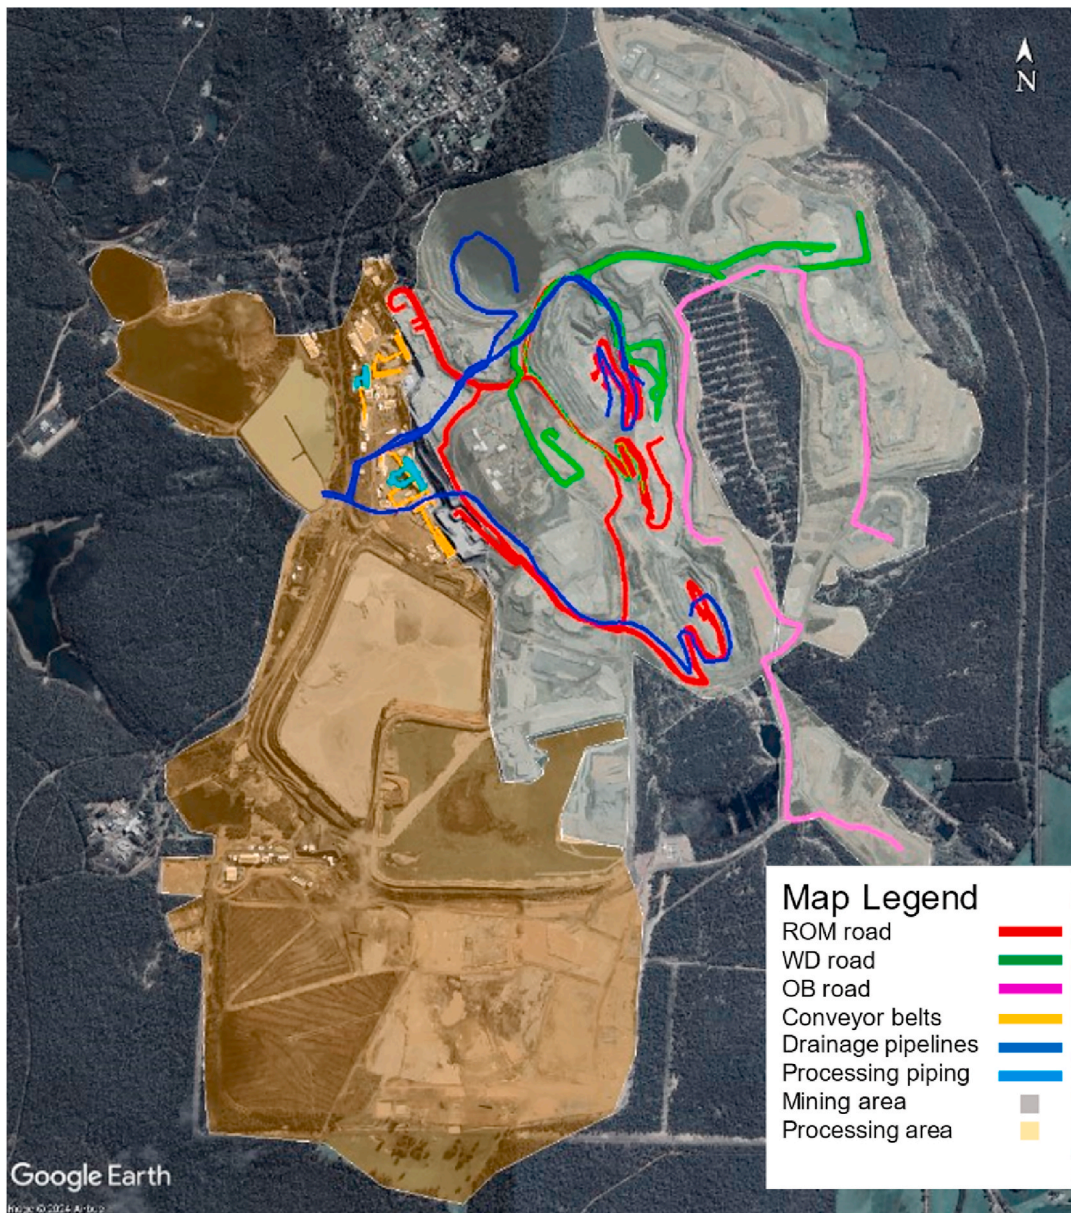 N
Map Legend
ROM road
WD road
OB road
Conveyor belts
Drainage pipelines
Processing piping
Mining area
Processing area
Google Earth